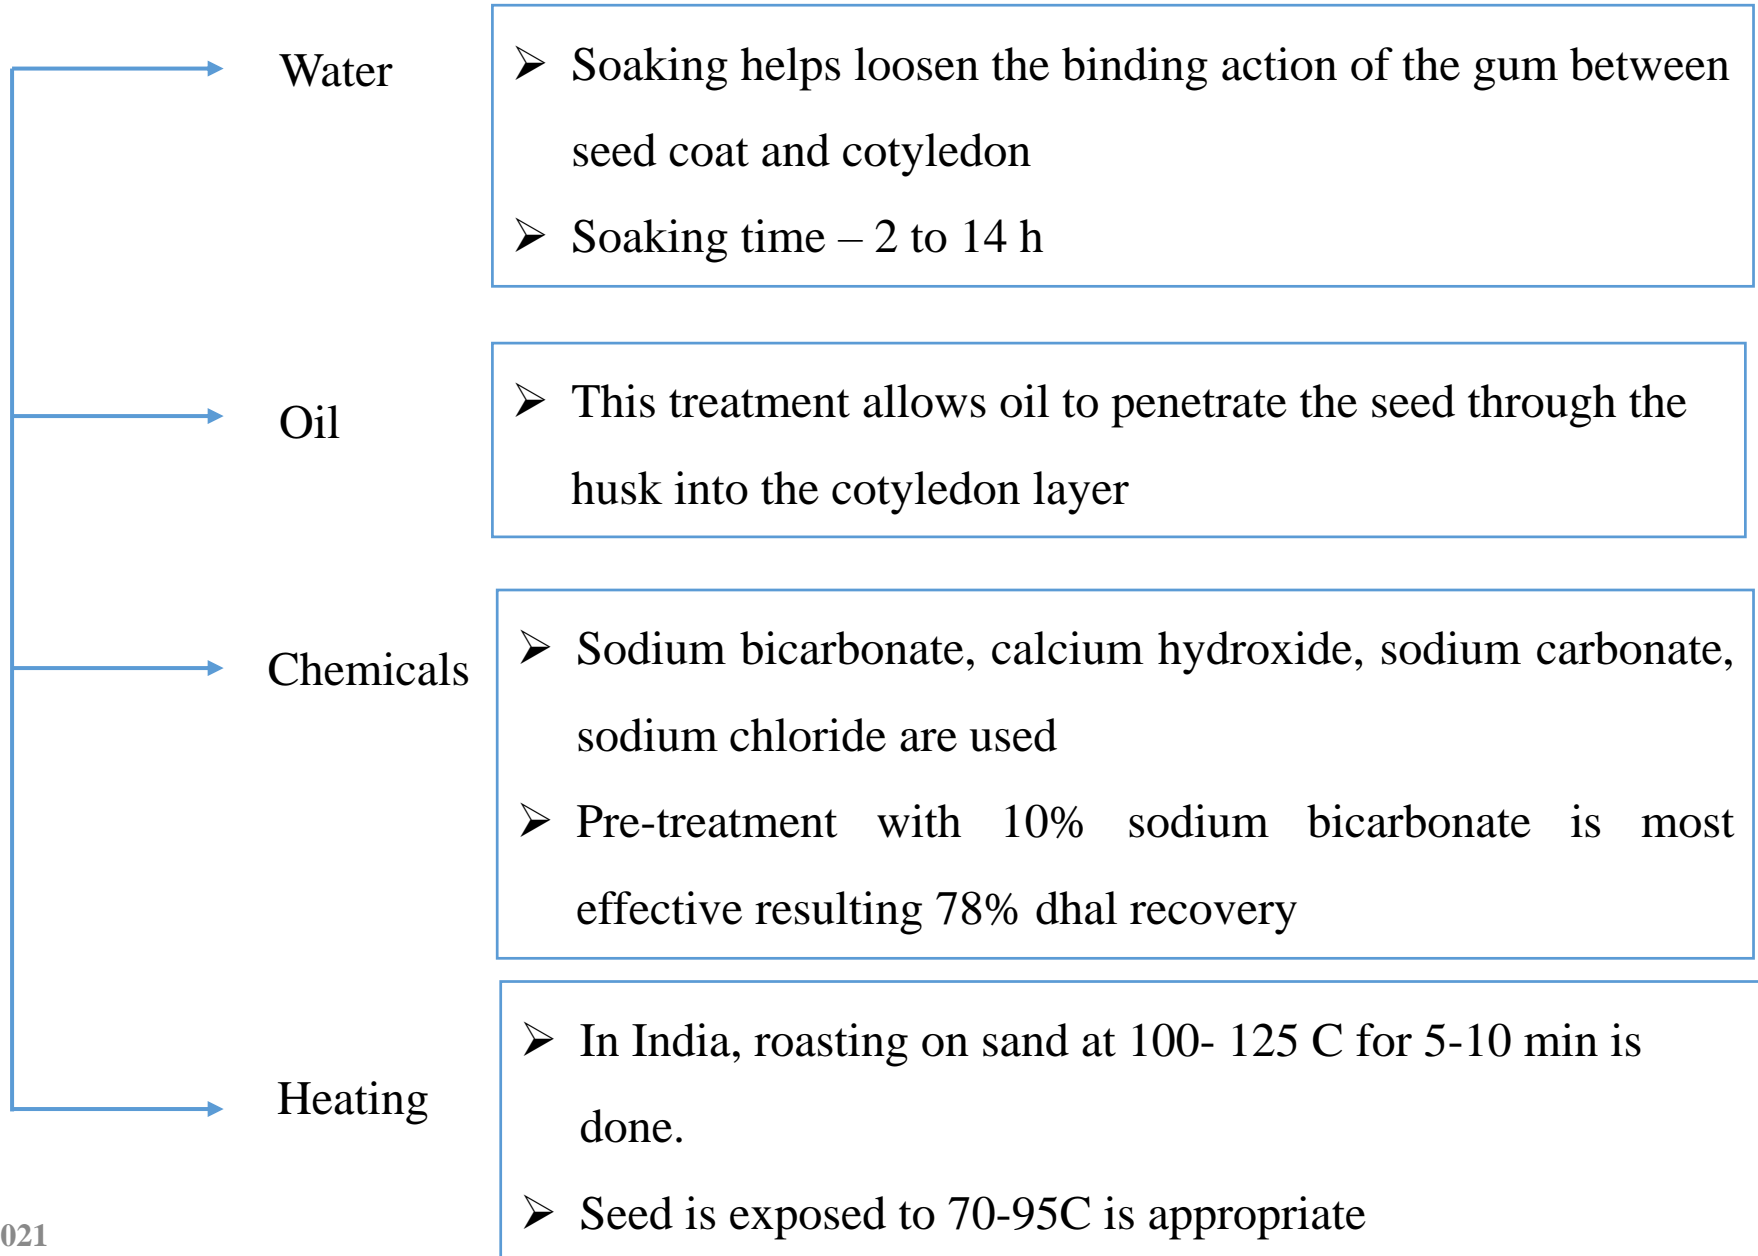 Water
➢ Soaking helps loosen the binding action of the gum between
seed coat and cotyledon
➢ Soaking time – 2 to 14 h
Oil
➢ This treatment allows oil to penetrate the seed through the
husk into the cotyledon layer
Chemicals
➢ Sodium bicarbonate, calcium hydroxide, sodium carbonate,
sodium chloride are used
➢ Pre-treatment with 10% sodium bicarbonate is most
effective resulting 78% dhal recovery
Heating
➢ In India, roasting on sand at 100- 125 C for 5-10 min is
done.
➢ Seed is exposed to 70-95C is appropriate
021